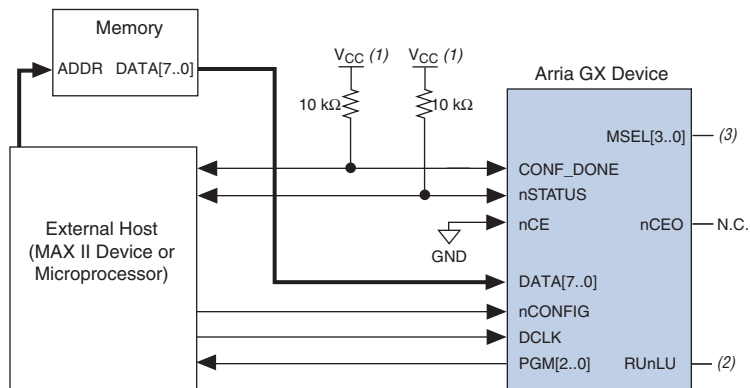 Memory
ADDR DATA[7..0]
VCC (1) VCC (1)
10 kΩ 10 kΩ
Arria GX Device
MSEL[3..0] (3)
CONF_DONE
nSTATUS
External Host
(MAX II Device or
Microprocessor)
nCE nCEO N.C.
GND
DATA[7..0]
nCONFIG
DCLK
PGM[2..0] RUnLU (2)